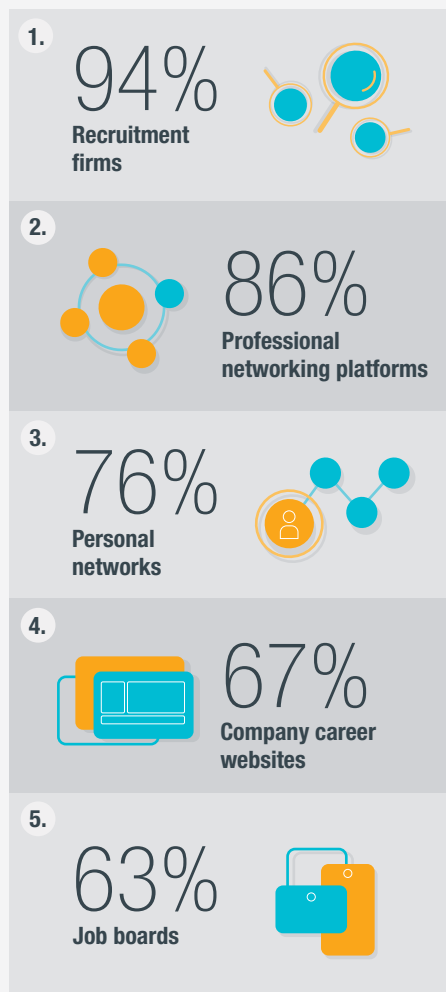 1.
94%
Recruitment
firms
2.
86%
Professional
networking platforms
3.
76%
Personal
networks
4.
67%
Company career
websites
5.
63%
Job boards